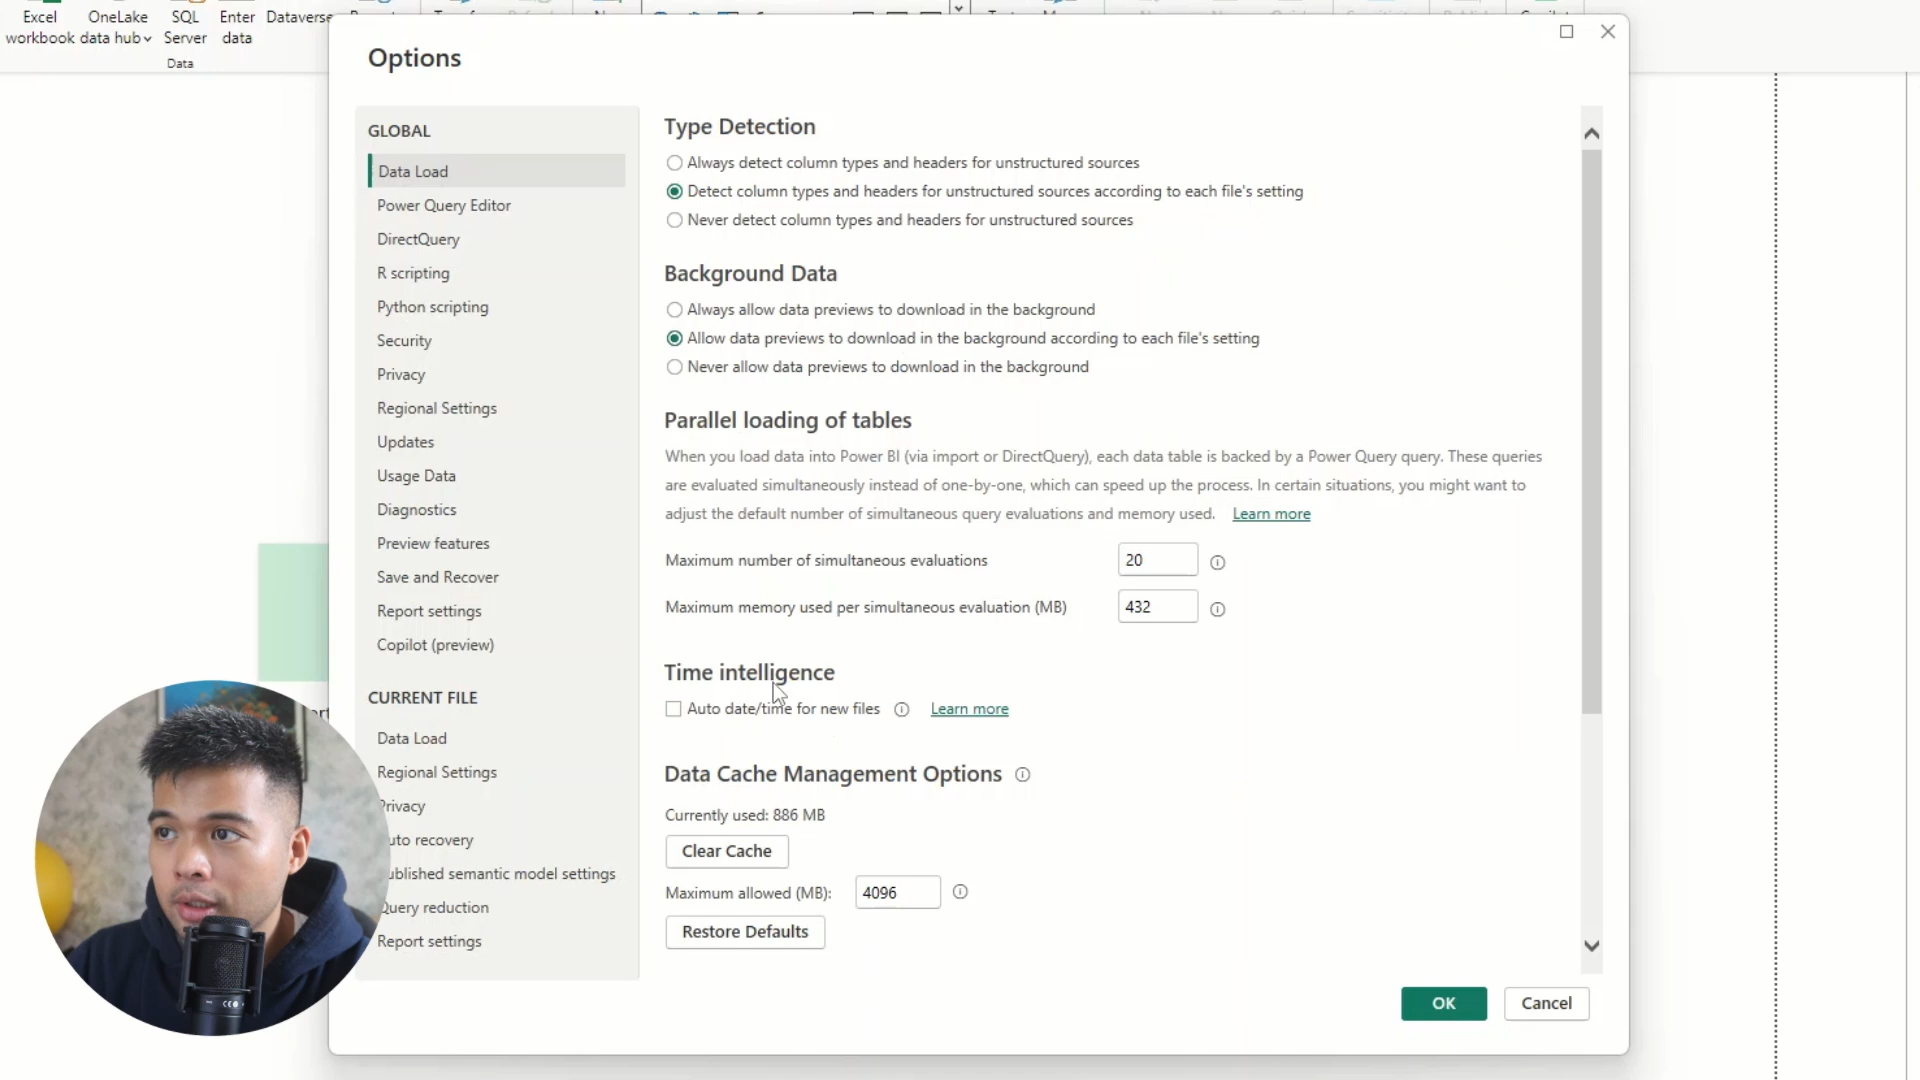 Excel
workbook
OneLake
data hub
SQL
Server
Enter
data
Dataverse
Data
Options
GLOBAL
Data Load
Power Query Editor
DirectQuery
R scripting
Python scripting
Security
Privacy
Regional Settings
Updates
Usage Data
Diagnostics
Preview features
Save and Recover
Report settings
Copilot (preview)
CURRENT FILE
Data Load
Regional Settings
Privacy
uto recovery
ublished semantic model settings
Query reduction
Report settings
Type Detection
Always detect column types and headers for unstructured sources
Detect column types and headers for unstructured sources according to each file's setting
Never detect column types and headers for unstructured sources
Background Data
Always allow data previews to download in the background
Allow data previews to download in the background according to each file's setting
Never allow data previews to download in the background
Parallel loading of tables
When you load data into Power BI (via import or DirectQuery), each data table is backed by a Power Query query. These queries
are evaluated simultaneously instead of one-by-one, which can speed up the process. In certain situations, you might want to
adjust the default number of simultaneous query evaluations and memory used. Learn more
Maximum number of simultaneous evaluations 20
Maximum memory used per simultaneous evaluation (MB) 432
Time intelligence
Auto date/time for new files Learn more
Data Cache Management Options
Currently used: 886 MB
Clear Cache
Maximum allowed (MB): 4096
Restore Defaults
OK Cancel